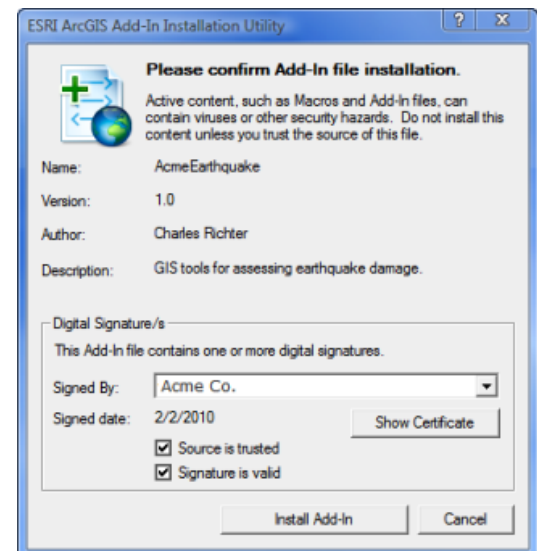 ESRI ArcGIS Add-In Installation Utility
Please confirm Add-In file installation.
Active content, such as Macros and Add-In files, can
contain viruses or other security hazards. Do not install this
content unless you trust the source of this file.
Name: AcmeEarthquake
Version: 1.0
Author: Charles Richter
Description: GIS tools for assessing earthquake damage.
Digital Signature/s
This Add-In file contains one or more digital signatures.
Signed By: Acme Co.
Signed date: 2/2/2010 Show Certificate
Source is trusted
Signature is valid
Install Add-In Cancel